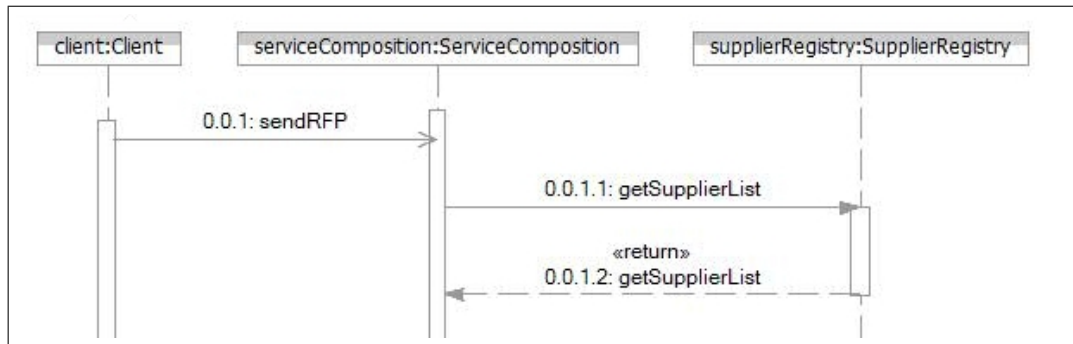 client:Client
serviceComposition:ServiceComposition
supplierRegistry:SupplierRegistry
0.0.1: sendRFP
0.0.1.1: getSupplierList
«return»
0.0.1.2: getSupplierList